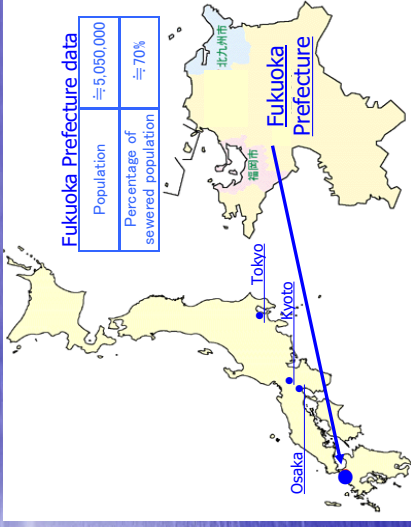 Fukuoka Prefecture data
Population
≒5,050,000
Percentage of
sewered population
≒70%
北九州市
福岡市
Fukuoka
Prefecture
Tokyo
Kyoto
Osaka